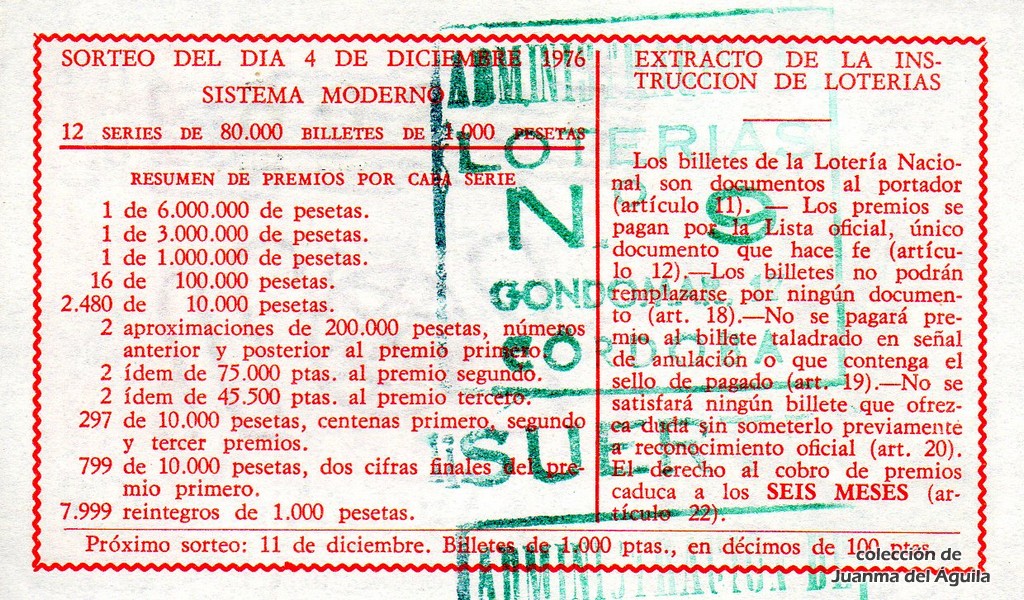 SORTEO DEL DIA 4 DE DICIEMBRE 1976
SISTEMA MODERNO
12 SERIES DE 80.000 BILLETES DE 1.000 PESETAS
RESUMEN DE PREMIOS POR CADA SERIE
1 de 6.000.000 de pesetas.
1 de 3.000.000 de pesetas.
1 de 1.000.000 de pesetas.
16 de 100.000 pesetas.
2.480 de 10.000 pesetas.
2 aproximaciones de 200.000 pesetas, números
anterior y posterior al premio primero.
2 ídem de 75.000 ptas. al premio segundo.
2 ídem de 45.500 ptas. al premio tercero.
297 de 10.000 pesetas, centenas primero, segundo
y tercer premios.
799 de 10.000 pesetas, dos cifras finales del pre-
mio primero.
7.999 reintegros de 1.000 pesetas.
EXTRACTO DE LA INS-
TRUCCION DE LOTERIAS
Los billetes de la Lotería Nacio-
nal son documentos al portador
(artículo 11). — Los premios se
pagan por la Lista oficial, único
documento que hace fe (artícu-
lo 12).—Los billetes no podrán
remplazarse por ningún documen-
to (art. 18).—No se pagará pre-
mio al billete taladrado en señal
de anulación o que contenga el
sello de pagado (art. 19).—No se
satisfará ningún billete que ofrez-
ca duda sin someterlo previamente
a reconocimiento oficial (art. 20).
El derecho al cobro de premios
caduca a los SEIS MESES (ar-
tículo 22).
Próximo sorteo: 11 de diciembre. Billetes de 1.000 ptas., en décimos de 100 ptas.
LOTERIAS
N.º 9
GONDOMAR, 12
CORDOBA
SUER
ADMINISTRACION DE
colección de
Juanma del Águila